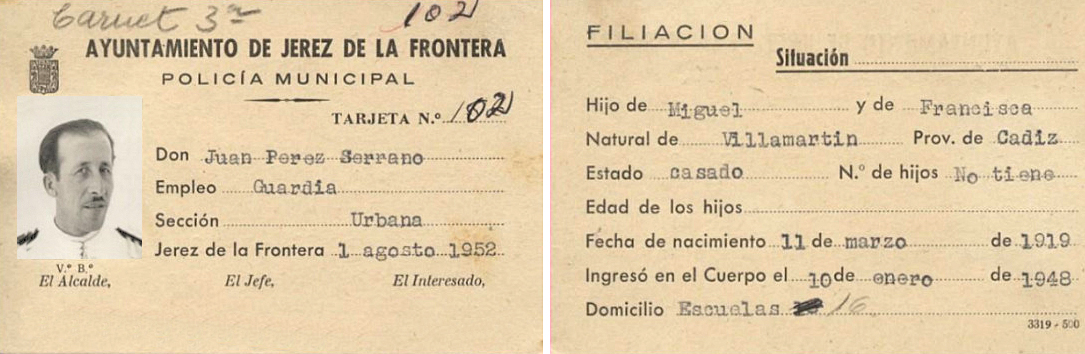 Carnet 3ª
102
AYUNTAMIENTO DE JEREZ DE LA FRONTERA
POLICÍA MUNICIPAL
TARJETA N.º 102
Don Juan Perez Serrano
Empleo Guardia
Sección Urbana
Jerez de la Frontera 1 agosto 1952
V.º B.º
El Alcalde, El Jefe, El Interesado,
FILIACION
Situación
Hijo de Miguel y de Francisca
Natural de Villamartin Prov. de Cadiz
Estado casado N.º de hijos No tiene
Edad de los hijos
Fecha de nacimiento 11 de marzo de 1919
Ingresó en el Cuerpo el 10 de enero de 1948
Domicilio Escuelas 16
3319 - 500